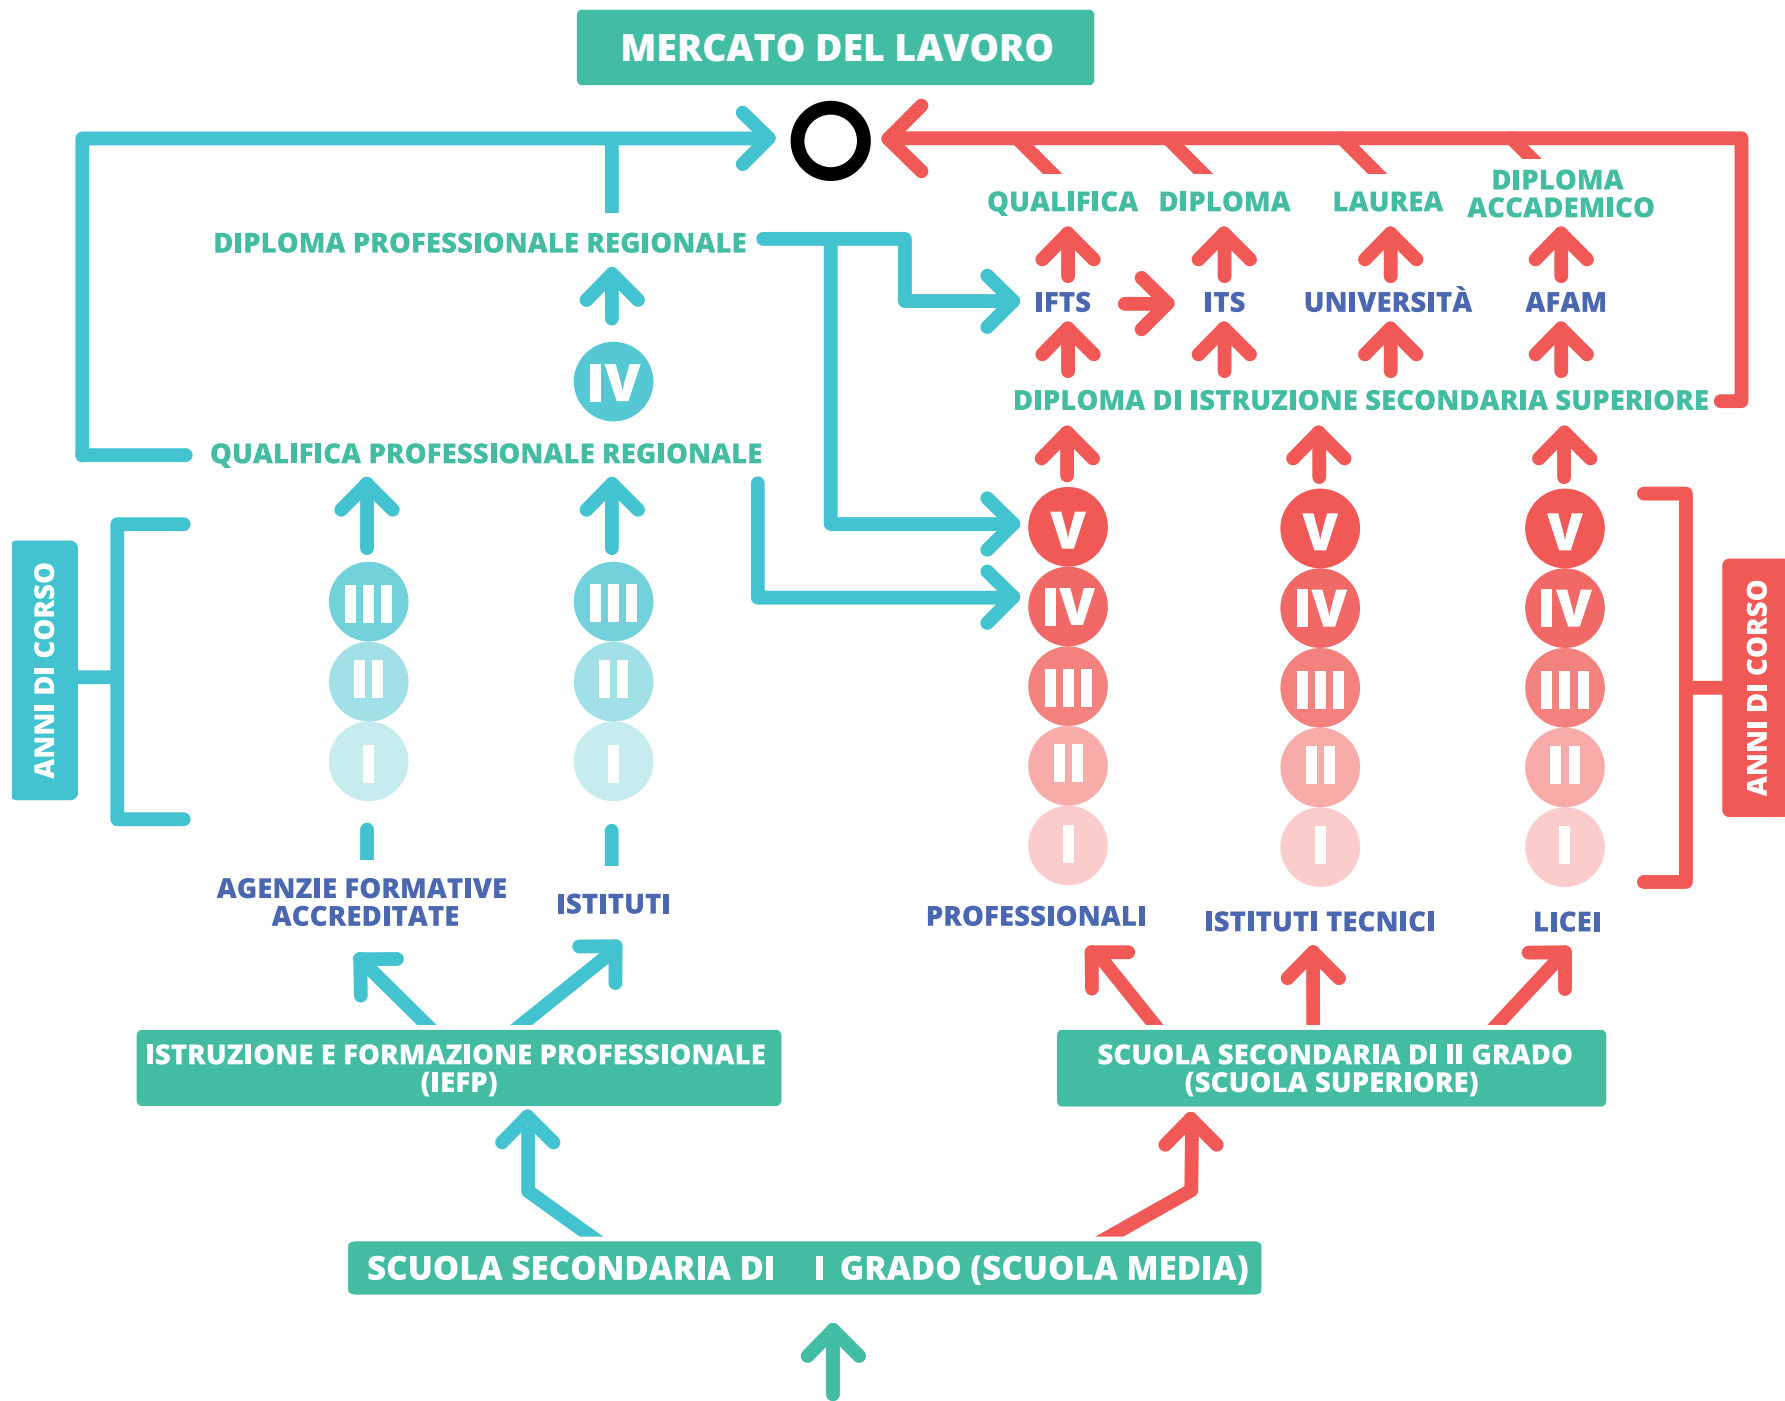 MERCATO DEL LAVORO
QUALIFICA
DIPLOMA
LAUREA
DIPLOMA
ACCADEMICO
DIPLOMA PROFESSIONALE REGIONALE
IFTS
ITS
UNIVERSITÀ
AFAM
IV
DIPLOMA DI ISTRUZIONE SECONDARIA SUPERIORE
QUALIFICA PROFESSIONALE REGIONALE
ANNI DI CORSO
III
II
I
III
II
I
V
IV
III
II
I
V
IV
III
II
I
V
IV
III
II
I
ANNI DI CORSO
AGENZIE FORMATIVE
ACCREDITATE
ISTITUTI
PROFESSIONALI
ISTITUTI TECNICI
LICEI
ISTRUZIONE E FORMAZIONE PROFESSIONALE
(IEFP)
SCUOLA SECONDARIA DI II GRADO
(SCUOLA SUPERIORE)
SCUOLA SECONDARIA DI I GRADO (SCUOLA MEDIA)